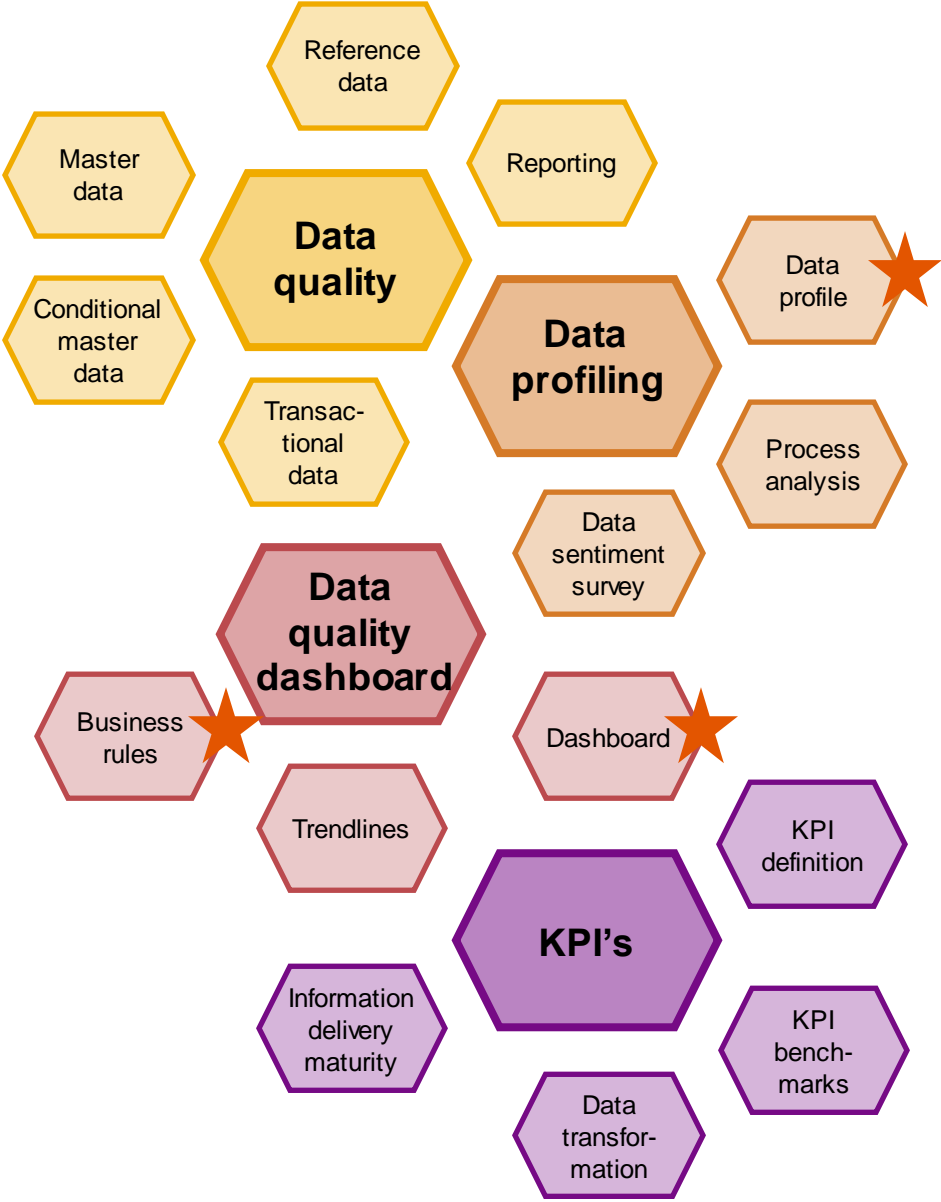 Reference
data
Reporting
Master
data
Data
quality
Conditional
master
data
Transac-
tional
data
Data
profiling
Data
profile
Process
analysis
Data
sentiment
survey
Data
quality
dashboard
Business
rules
Trendlines
Dashboard
KPI's
KPI
definition
KPI
bench-
marks
Information
delivery
maturity
Data
transfor-
mation